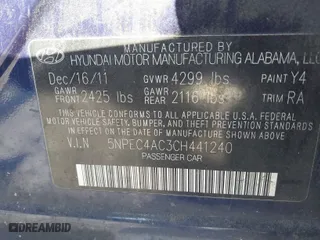 MANUFACTURED BY
HYUNDAI MOTOR MANUFACTURING ALABAMA, LLC
Dec/16/11 GVWR 4299 lbs PAINT Y4
GAWR FRONT 2425 lbs GAWR REAR 2116 lbs TRIM RA
THIS VEHICLE CONFORMS TO ALL APPLICABLE FEDERAL
MOTOR VEHICLE SAFETY, BUMPER, AND THEFT
PREVENTION STANDARDS IN EFFECT ON THE DATE OF
MANUFACTURE SHOWN ABOVE.
V.I.N 5NPEC4AC3CH441240
PASSENGER CAR